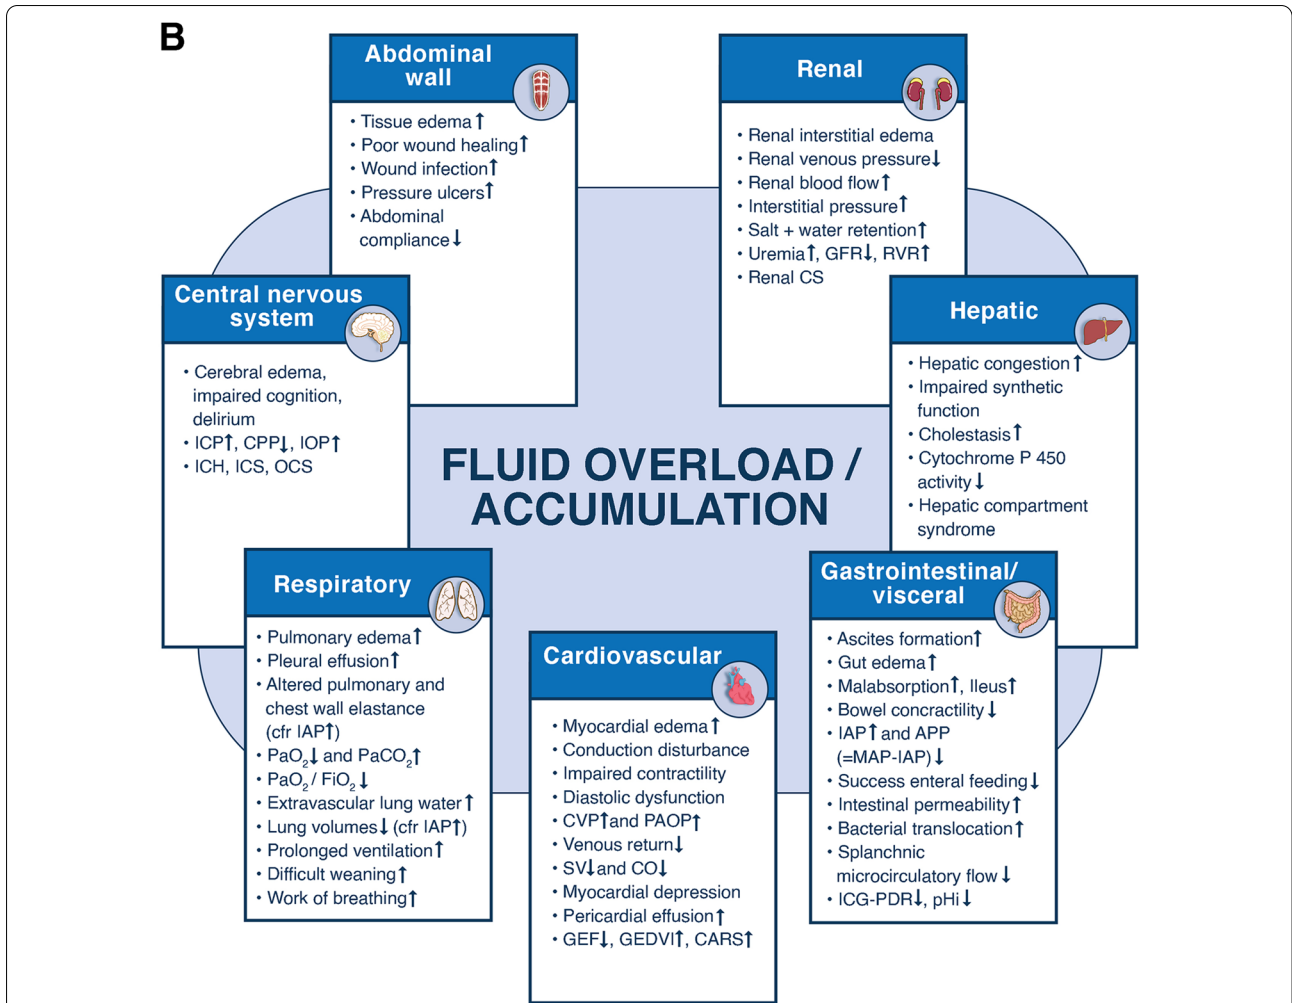 B
Abdominal
wall
• Tissue edema↑
• Poor wound healing↑
• Wound infection↑
• Pressure ulcers↑
• Abdominal
compliance↓
Renal
• Renal interstitial edema
• Renal venous pressure↓
• Renal blood flow↑
• Interstitial pressure↑
• Salt + water retention↑
• Uremia↑, GFR↓, RVR↑
• Renal CS
Central nervous
system
• Cerebral edema,
impaired cognition,
delirium
• ICP↑, CPP↓, IOP↑
• ICH, ICS, OCS
Hepatic
• Hepatic congestion↑
• Impaired synthetic
function
• Cholestasis↑
• Cytochrome P 450
activity↓
• Hepatic compartment
syndrome
FLUID OVERLOAD /
ACCUMULATION
Respiratory
• Pulmonary edema↑
• Pleural effusion↑
• Altered pulmonary and
chest wall elastance
(cfr IAP↑)
• PaO₂↓ and PaCO₂↑
• PaO₂ / FiO₂↓
• Extravascular lung water↑
• Lung volumes↓ (cfr IAP↑)
• Prolonged ventilation↑
• Difficult weaning↑
• Work of breathing↑
Cardiovascular
• Myocardial edema↑
• Conduction disturbance
• Impaired contractility
• Diastolic dysfunction
• CVP↑and PAOP↑
• Venous return↓
• SV↓and CO↓
• Myocardial depression
• Pericardial effusion↑
• GEF↓, GEDVI↑, CARS↑
Gastrointestinal/
visceral
• Ascites formation↑
• Gut edema↑
• Malabsorption↑, Ileus↑
• Bowel concractility↓
• IAP↑ and APP
(=MAP-IAP)↓
• Success enteral feeding↓
• Intestinal permeability↑
• Bacterial translocation↑
• Splanchnic
microcirculatory flow↓
• ICG-PDR↓, pHi↓